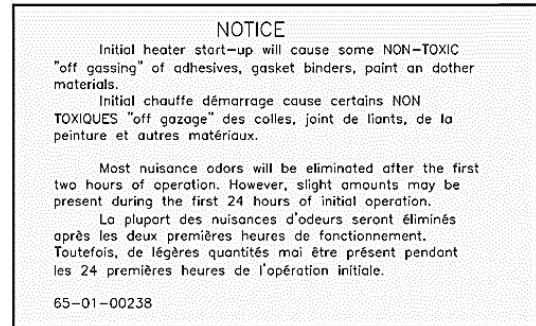 NOTICE
Initial heater start-up will cause some NON-TOXIC
"off gassing" of adhesives, gasket binders, paint an dother
materials.
Initial chauffe démarrage cause certains NON
TOXIQUES "off gazage" des colles, joint de liants, de la
peinture et autres matériaux.
Most nuisance odors will be eliminated after the first
two hours of operation. However, slight amounts may be
present during the first 24 hours of initial operation.
La plupart des nuisances d'odeurs seront éliminés
après les deux premières heures de fonctionnement.
Toutefois, de légères quantités mai être présent pendant
les 24 premières heures de l'opération initiale.
65-01-00238